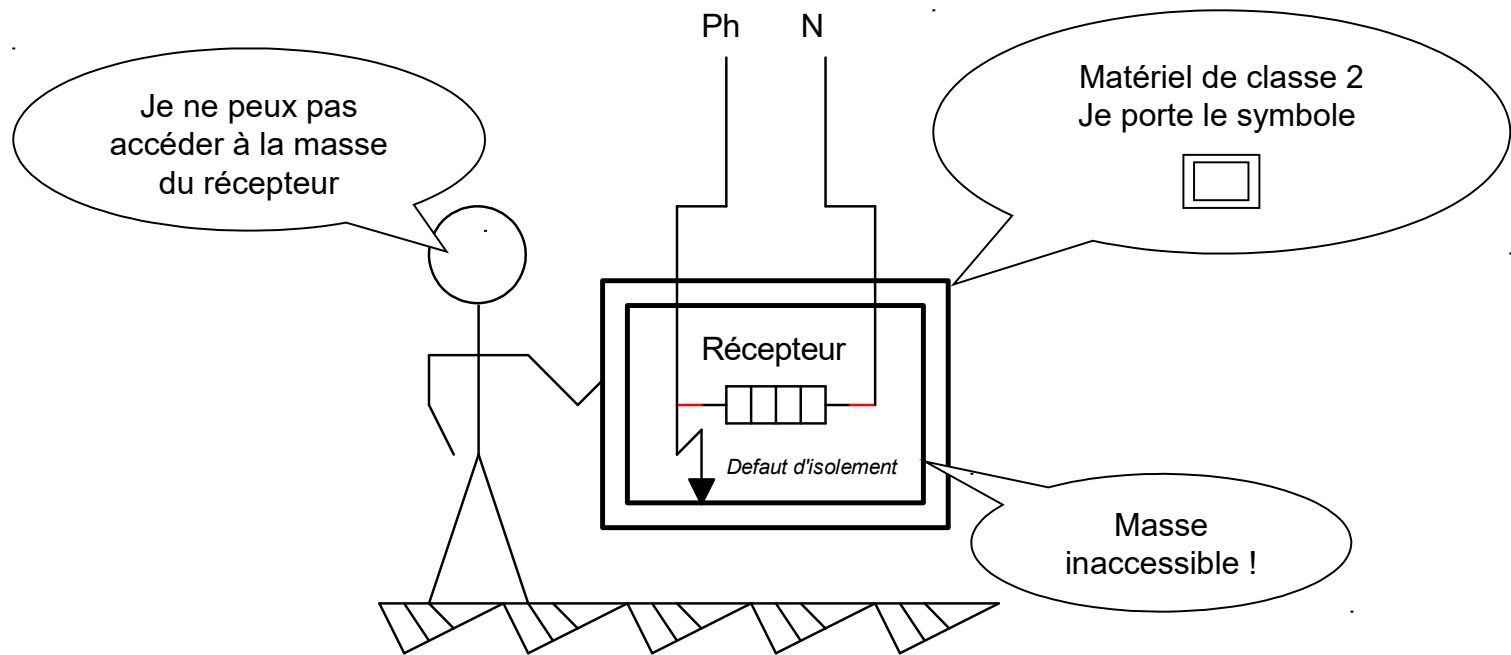 Ph N
Je ne peux pas
accéder à la masse
du récepteur
Matériel de classe 2
Je porte le symbole
Récepteur
Defaut d'isolement
Masse
inaccessible !